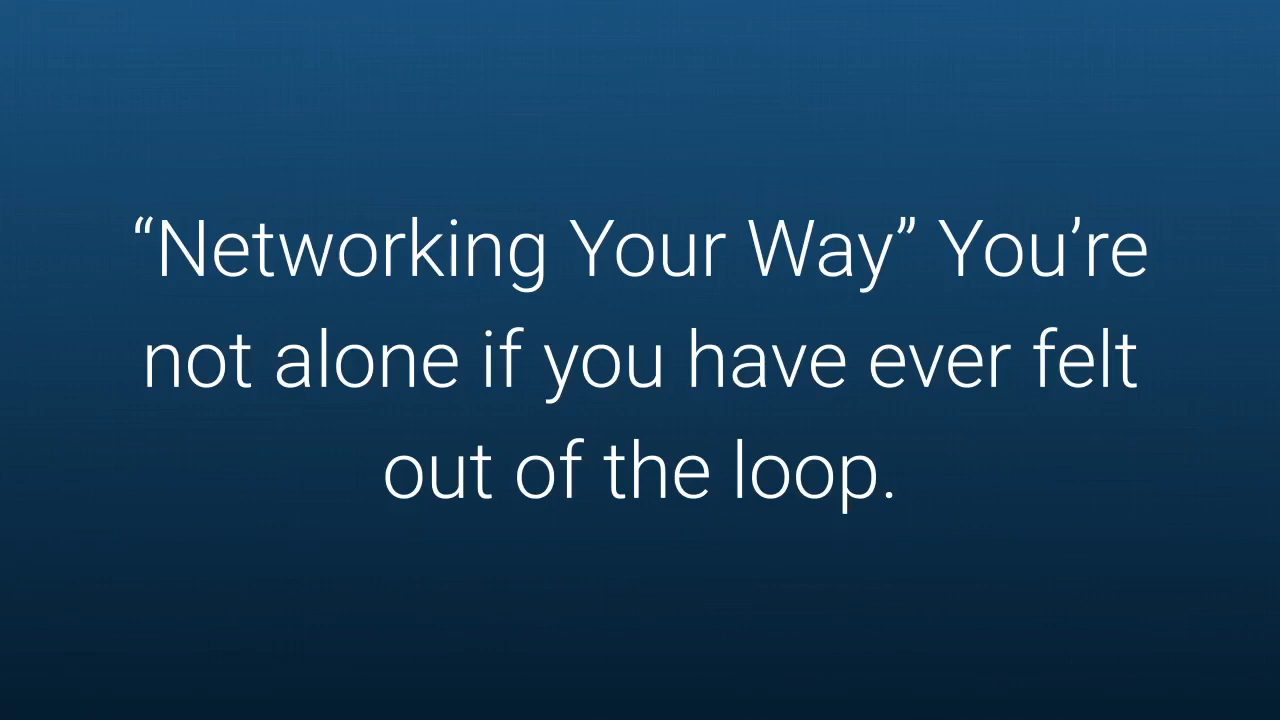 “Networking Your Way” You’re
not alone if you have ever felt
out of the loop.